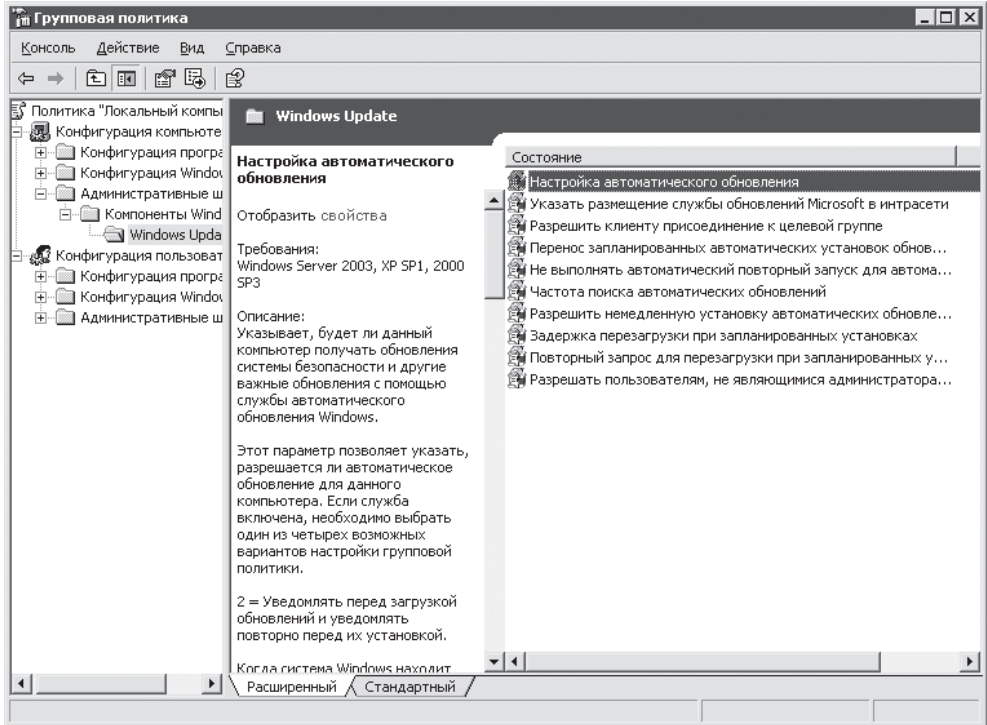 Групповая политика
Консоль Действие Вид Справка
Политика "Локальный компы
Конфигурация компьюте
Конфигурация програ
Конфигурация Window
Административные ш
Компоненты Wind
Windows Upda
Конфигурация пользоват
Конфигурация програ
Конфигурация Window
Административные ш
Windows Update
Настройка автоматического
обновления
Отобразить свойства
Требования:
Windows Server 2003, XP SP1, 2000
SP3
Описание:
Указывает, будет ли данный
компьютер получать обновления
системы безопасности и другие
важные обновления с помощью
службы автоматического
обновления Windows.
Этот параметр позволяет указать,
разрешается ли автоматическое
обновление для данного
компьютера. Если служба
включена, необходимо выбрать
один из четырех возможных
вариантов настройки групповой
политики.
2 = Уведомлять перед загрузкой
обновлений и уведомлять
повторно перед их установкой.
Когда система Windows находит
Состояние
Настройка автоматического обновления
Указать размещение службы обновлений Microsoft в интрасети
Разрешить клиенту присоединение к целевой группе
Перенос запланированных автоматических установок обнов...
Не выполнять автоматический повторный запуск для автома...
Частота поиска автоматических обновлений
Разрешить немедленную установку автоматических обновле...
Задержка перезагрузки при запланированных установках
Повторный запрос для перезагрузки при запланированных у...
Разрешать пользователям, не являющимися администратора...
Расширенный Стандартный